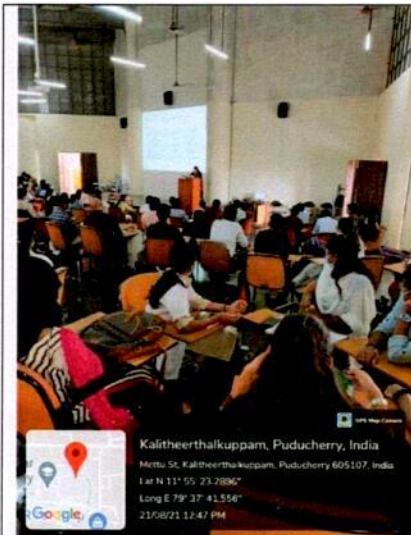 GPS Map Camera
Kalitheerthalkuppam, Puducherry, India
Mettu St, Kalitheerthalkuppam, Puducherry 605107, India
Lat N 11° 55' 23.2896"
Long E 79° 37' 41.556"
21/08/21 12:47 PM
Google